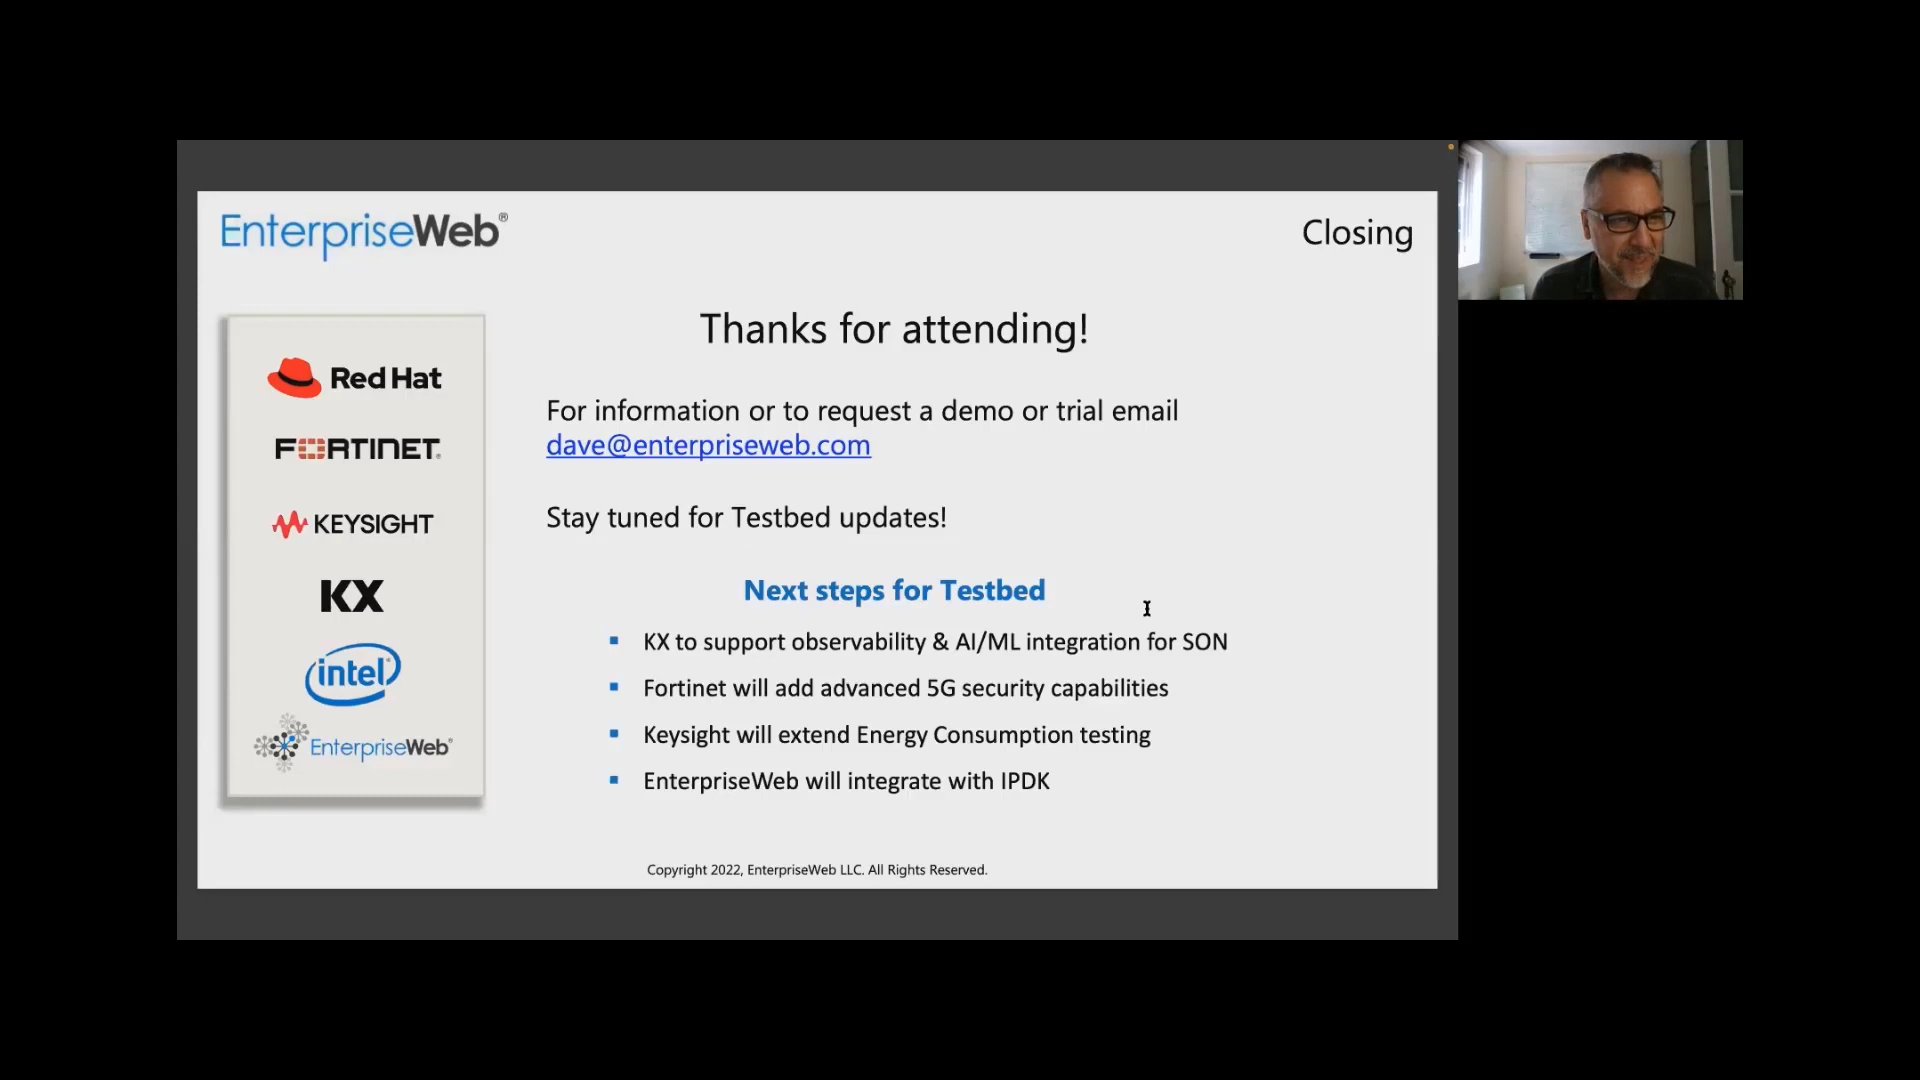 EnterpriseWeb®
Closing
Thanks for attending!
For information or to request a demo or trial email
dave@enterpriseweb.com
Stay tuned for Testbed updates!
Next steps for Testbed
▪ KX to support observability & AI/ML integration for SON
▪ Fortinet will add advanced 5G security capabilities
▪ Keysight will extend Energy Consumption testing
▪ EnterpriseWeb will integrate with IPDK
Red Hat
FORTINET®
KEYSIGHT
KX
intel®
EnterpriseWeb®
Copyright 2022, EnterpriseWeb LLC. All Rights Reserved.